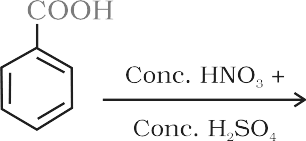 COOH
Conc. HNO₃ +
Conc. H₂SO₄